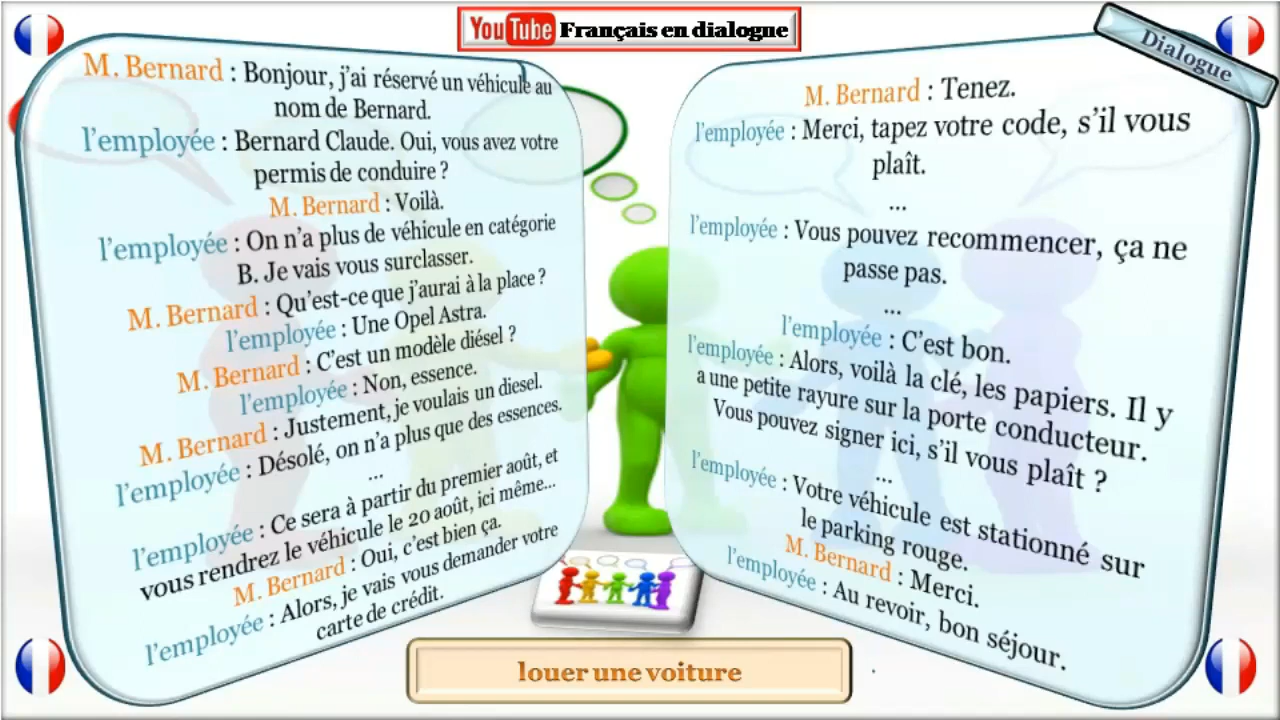 YouTube Français en dialogue
Dialogue
M. Bernard : Bonjour, j'ai réservé un véhicule au
nom de Bernard.
l'employée : Bernard Claude. Oui, vous avez votre
permis de conduire ?
M. Bernard : Voilà.
l'employée : On n'a plus de véhicule en catégorie
B. Je vais vous surclasser.
M. Bernard : Qu'est-ce que j'aurai à la place ?
l'employée : Une Opel Astra.
M. Bernard : C'est un modèle diésel ?
l'employée : Non, essence.
M. Bernard : Justement, je voulais un diesel.
l'employée : Désolé, on n'a plus que des essences.
...
l'employée : Ce sera à partir du premier août, et
vous rendrez le véhicule le 20 août, ici même...
M. Bernard : Oui, c'est bien ça.
l'employée : Alors, je vais vous demander votre
carte de crédit.
M. Bernard : Tenez.
l'employée : Merci, tapez votre code, s'il vous
plaît.
...
l'employée : Vous pouvez recommencer, ça ne
passe pas.
...
l'employée : C'est bon.
l'employée : Alors, voilà la clé, les papiers. Il y
a une petite rayure sur la porte conducteur.
Vous pouvez signer ici, s'il vous plaît ?
...
l'employée : Votre véhicule est stationné sur
le parking rouge.
M. Bernard : Merci.
l'employée : Au revoir, bon séjour.
louer une voiture